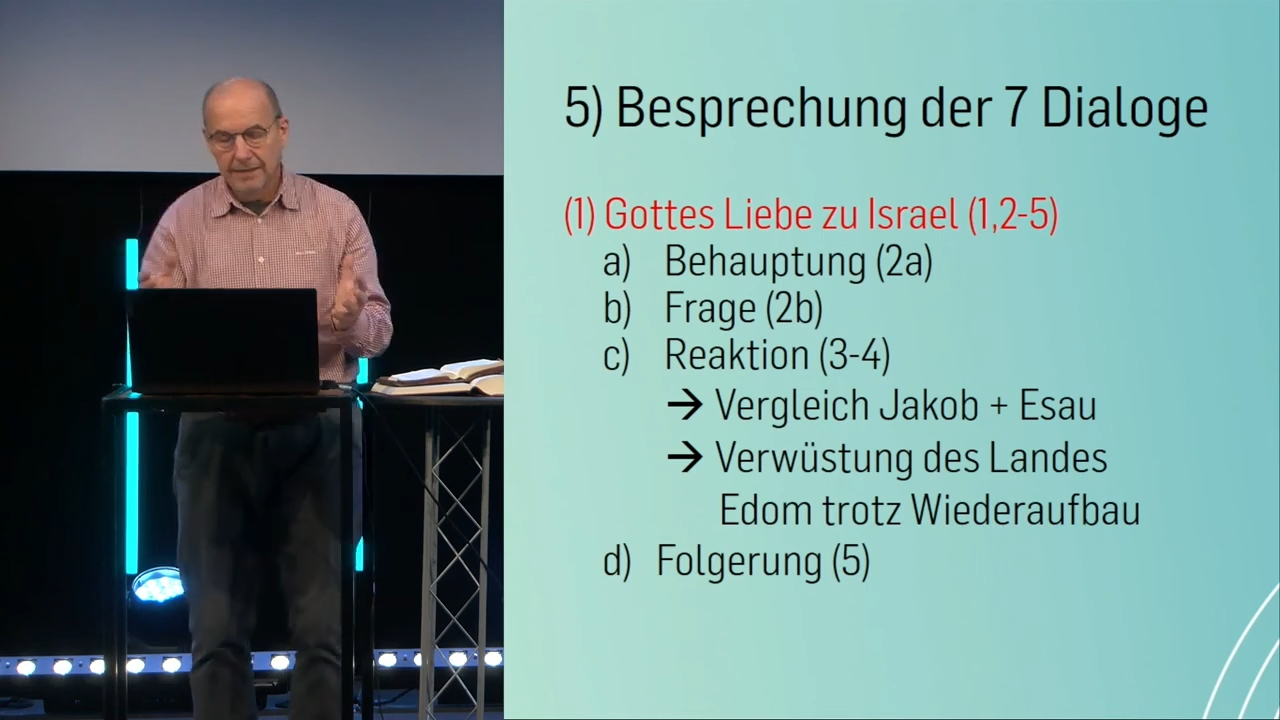 5) Besprechung der 7 Dialoge
(1) Gottes Liebe zu Israel (1,2-5)
a) Behauptung (2a)
b) Frage (2b)
c) Reaktion (3-4)
→ Vergleich Jakob + Esau
→ Verwüstung des Landes
Edom trotz Wiederaufbau
d) Folgerung (5)